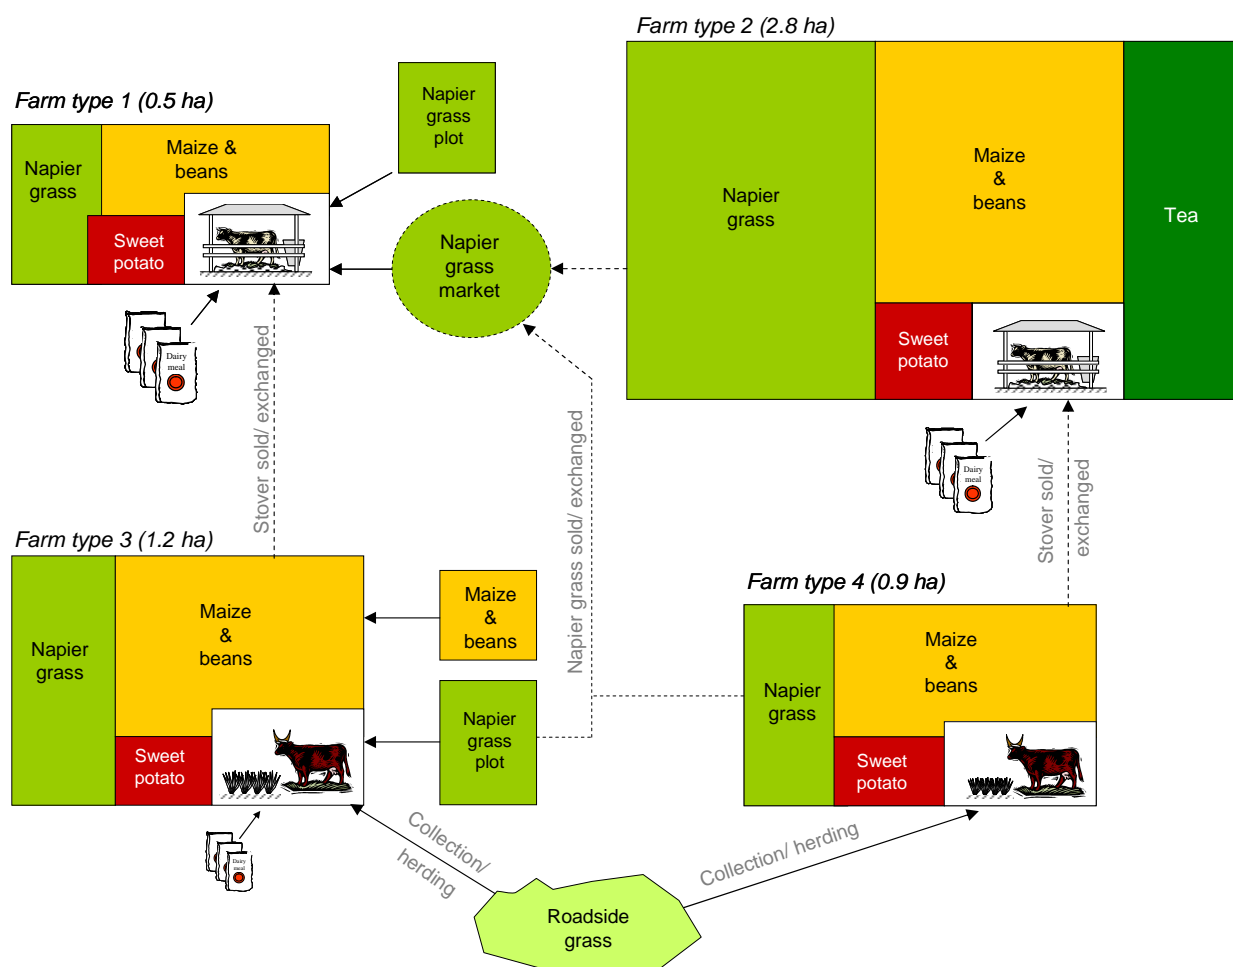 Farm type 2 (2.8 ha)
Farm type 1 (0.5 ha)
Napier
grass
plot
Maize &
beans
Napier
grass
Sweet
potato
Napier
grass
market
Napier
grass
Maize
&
beans
Tea
Sweet
potato
Dairy
meal
Dairy
meal
Stover sold/ exchanged
Napier grass sold/ exchanged
Stover sold/
exchanged
Farm type 3 (1.2 ha)
Farm type 4 (0.9 ha)
Napier
grass
Maize
&
beans
Maize
&
beans
Napier
grass
plot
Sweet
potato
Napier
grass
Maize
&
beans
Sweet
potato
Dairy
meal
Collection/
herding
Collection/ herding
Roadside
grass